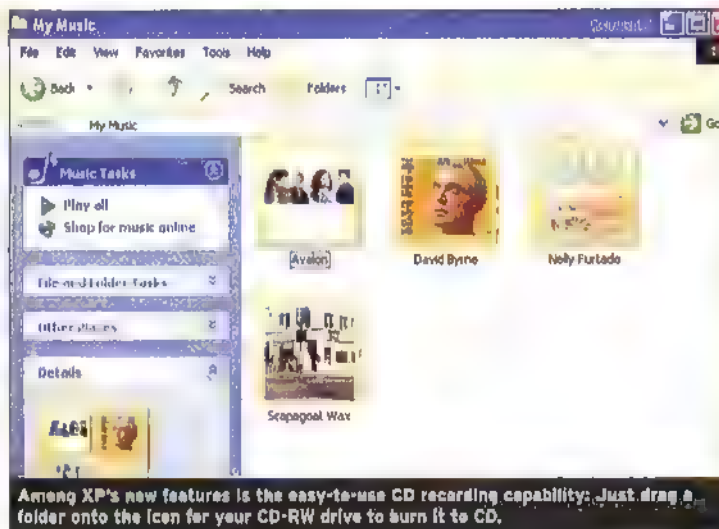 My Music
File Edit View Favorites Tools Help
Back Search Folders
My Music Go
Music Tasks
Play all
Shop for music online
File and Folder Tasks
Other Places
Details
[Avalon] David Byrne Nelly Furtado
Scapagoal Wax
Among XP's new features is the easy-to-use CD recording capability: Just drag a
folder onto the icon for your CD-RW drive to burn it to CD.